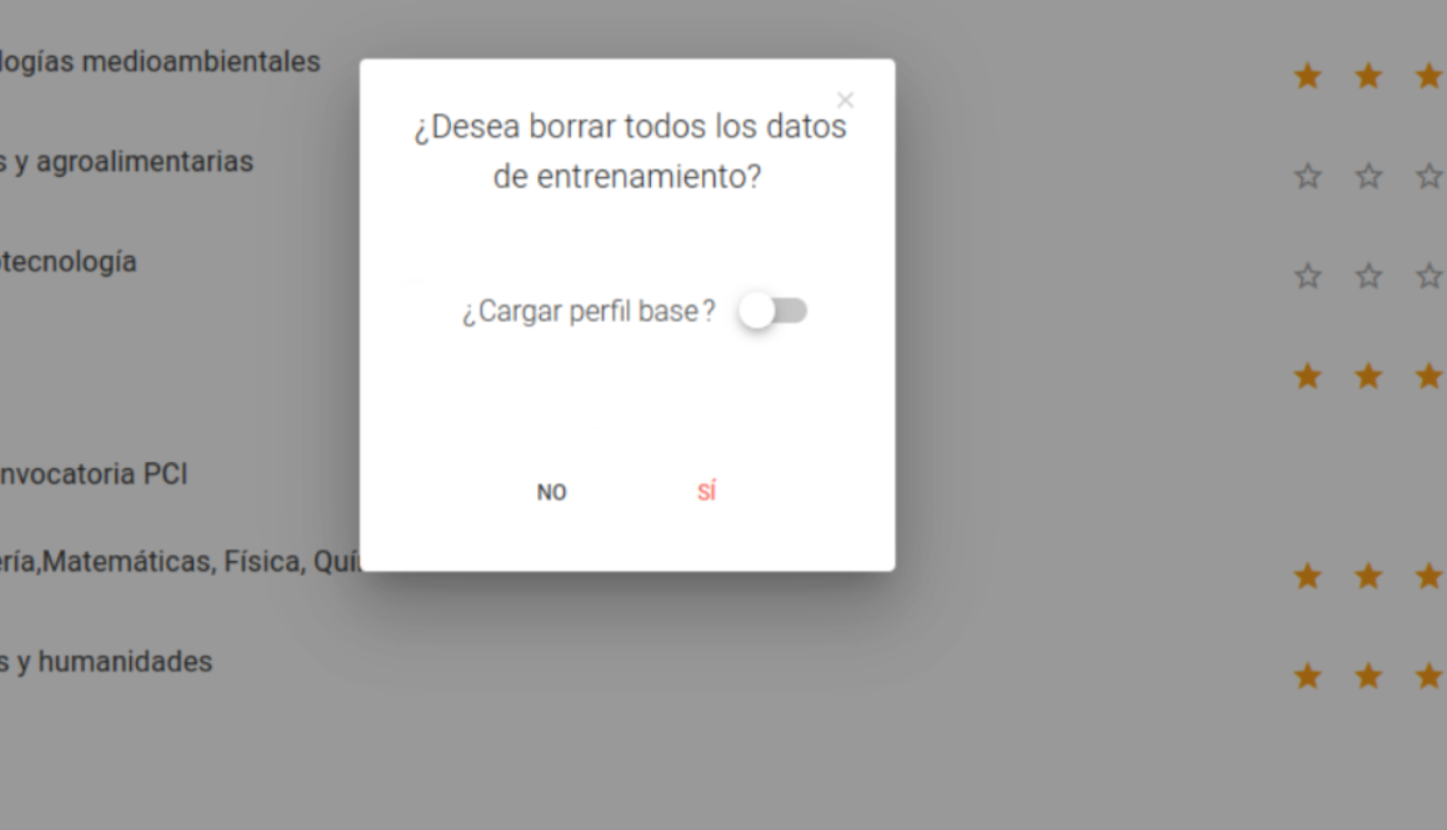 logías medioambientales
s y agroalimentarias
tecnología
nvocatoria PCI
ería,Matemáticas, Física, Quí
s y humanidades
×
¿Desea borrar todos los datos
de entrenamiento?
¿Cargar perfil base?
NO
SÍ